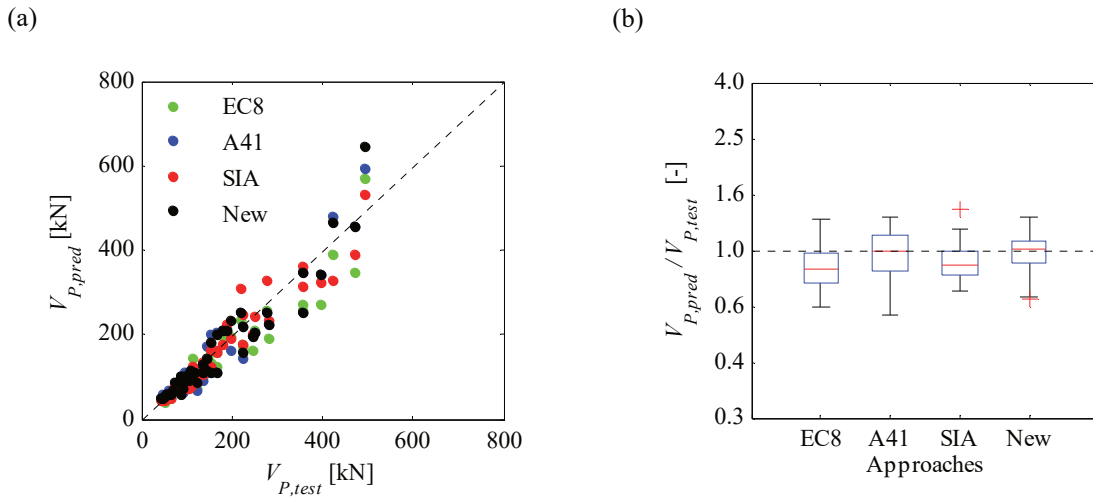 (a)
(b)
800
600
400
200
0
EC8
A41
SIA
New
V_{P,pred} [kN]
0 200 400 600 800
V_{P,test} [kN]
4.0
2.5
1.6
1.0
0.6
0.4
0.3
V_{P,pred} / V_{P,test} [-]
EC8 A41 SIA New
Approaches